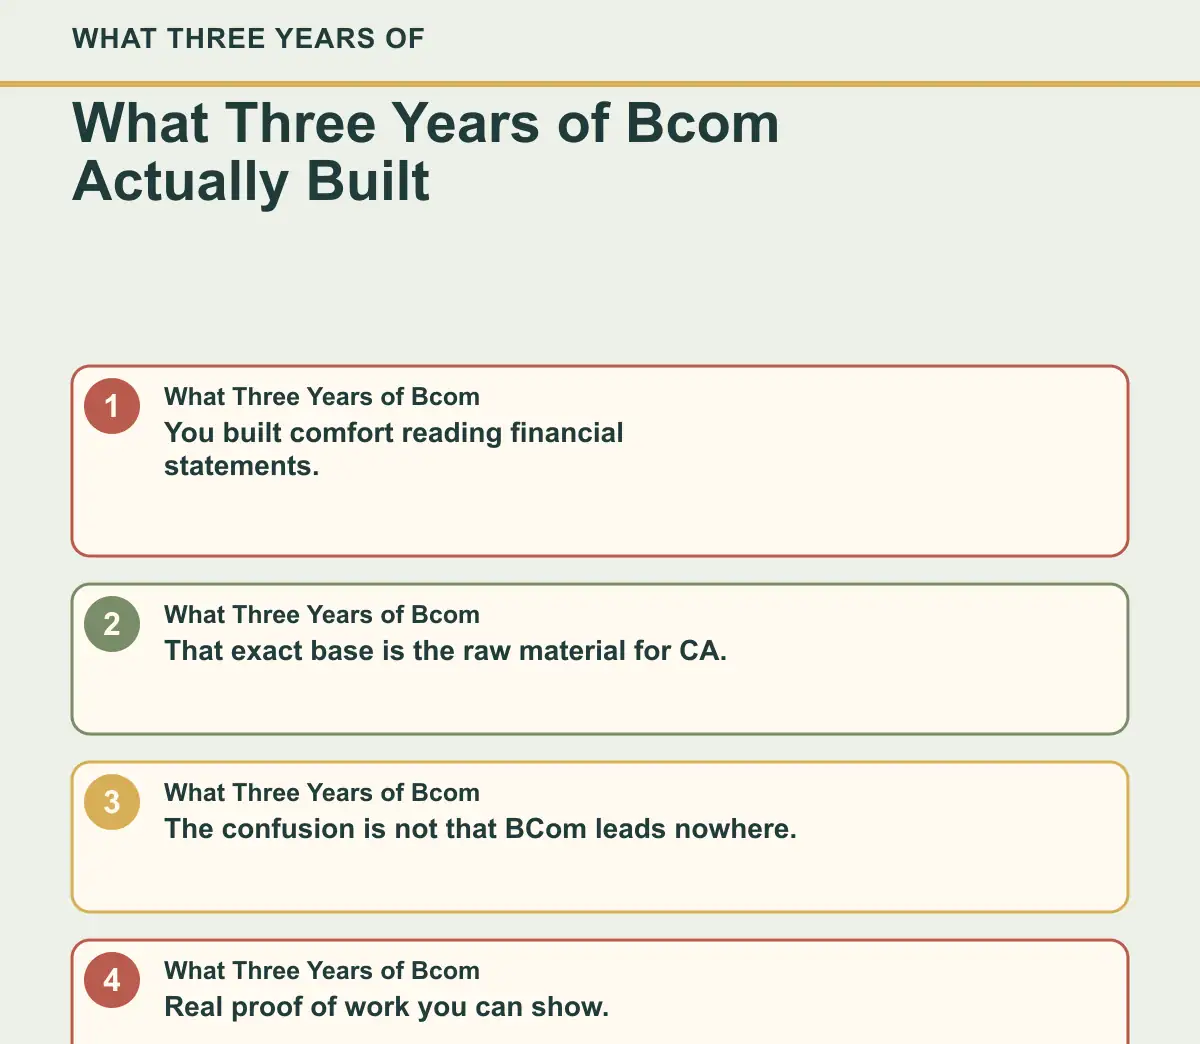 WHAT THREE YEARS OF
What Three Years of Bcom
Actually Built
1
What Three Years of Bcom
You built comfort reading financial
statements.
2
What Three Years of Bcom
That exact base is the raw material for CA.
3
What Three Years of Bcom
The confusion is not that BCom leads nowhere.
4
What Three Years of Bcom
Real proof of work you can show.